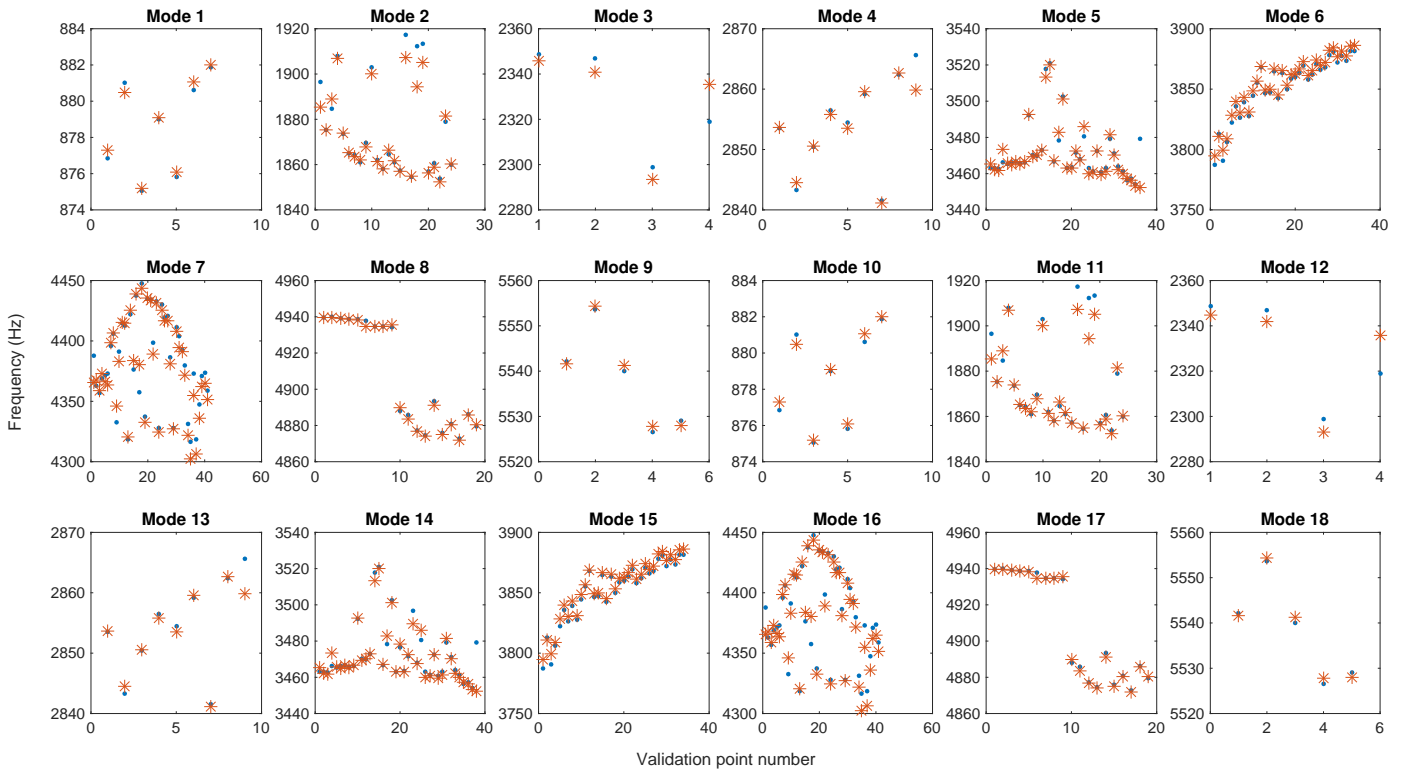 Mode 1 Mode 2 Mode 3 Mode 4 Mode 5 Mode 6
884 1920 2360 2870 3540 3900
882 1900 2340 2860 3520 3850
880 1880 2320 2850 3500 3800
878 1860 2300 2840 3480 3750
876 1840 2280 3460
874 3440
0 5 10 0 10 20 30 1 2 3 4 0 5 10 0 10 20 30 40 0 20 40
Mode 7 Mode 8 Mode 9 Mode 10 Mode 11 Mode 12
4450 4960 5560 884 1920 2360
4400 4940 5550 882 1900 2340
4350 4920 5540 880 1880 2320
4300 4900 5530 878 1860 2300
4880 5520 876 1840 2280
4860 874
0 20 40 60 0 5 10 15 20 0 2 4 6 0 5 10 0 10 20 30 1 2 3 4
Frequency (Hz)
Mode 13 Mode 14 Mode 15 Mode 16 Mode 17 Mode 18
2870 3540 3900 4450 4960 5560
2860 3520 3850 4400 4940 5550
2850 3500 3800 4350 4920 5540
2840 3480 3750 4300 4900 5530
3460 4880 5520
3440 4860
0 5 10 0 10 20 30 40 0 20 40 0 20 40 60 0 5 10 15 20 0 2 4 6
Validation point number